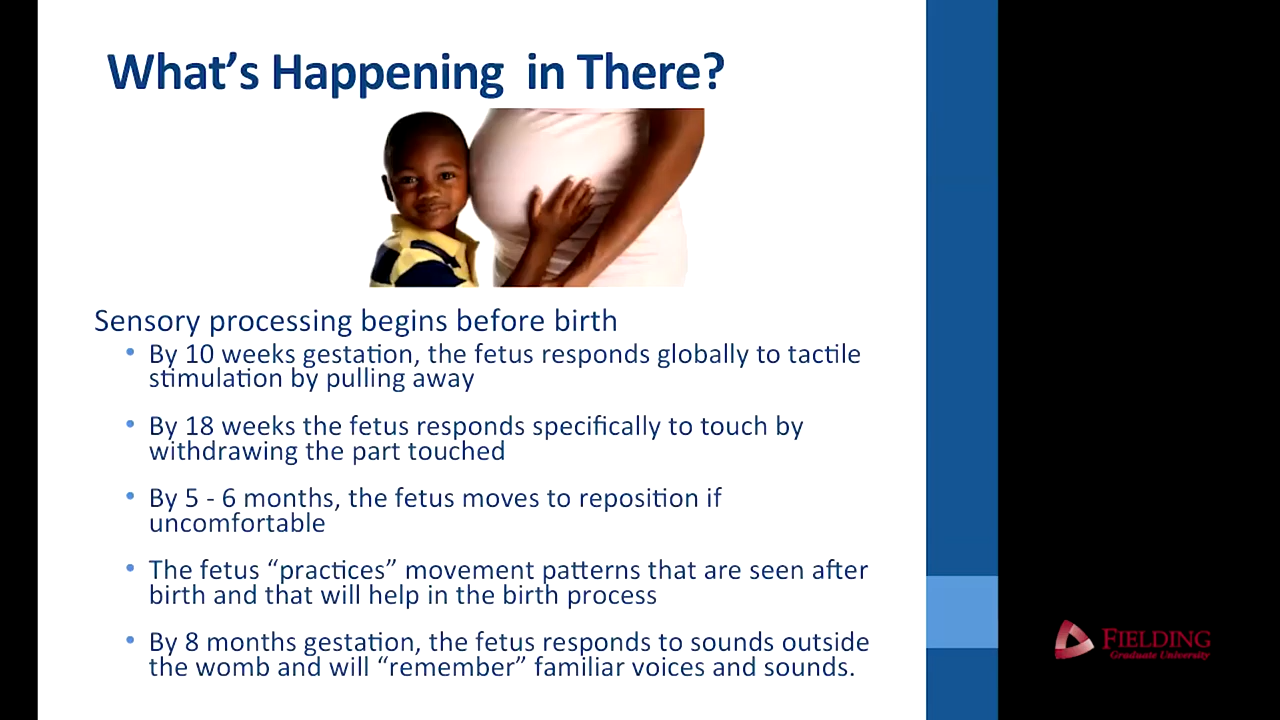 What's Happening in There?
Sensory processing begins before birth
• By 10 weeks gestation, the fetus responds globally to tactile
stimulation by pulling away
• By 18 weeks the fetus responds specifically to touch by
withdrawing the part touched
• By 5 - 6 months, the fetus moves to reposition if
uncomfortable
• The fetus “practices” movement patterns that are seen after
birth and that will help in the birth process
• By 8 months gestation, the fetus responds to sounds outside
the womb and will “remember” familiar voices and sounds.
FIELDING
Graduate University